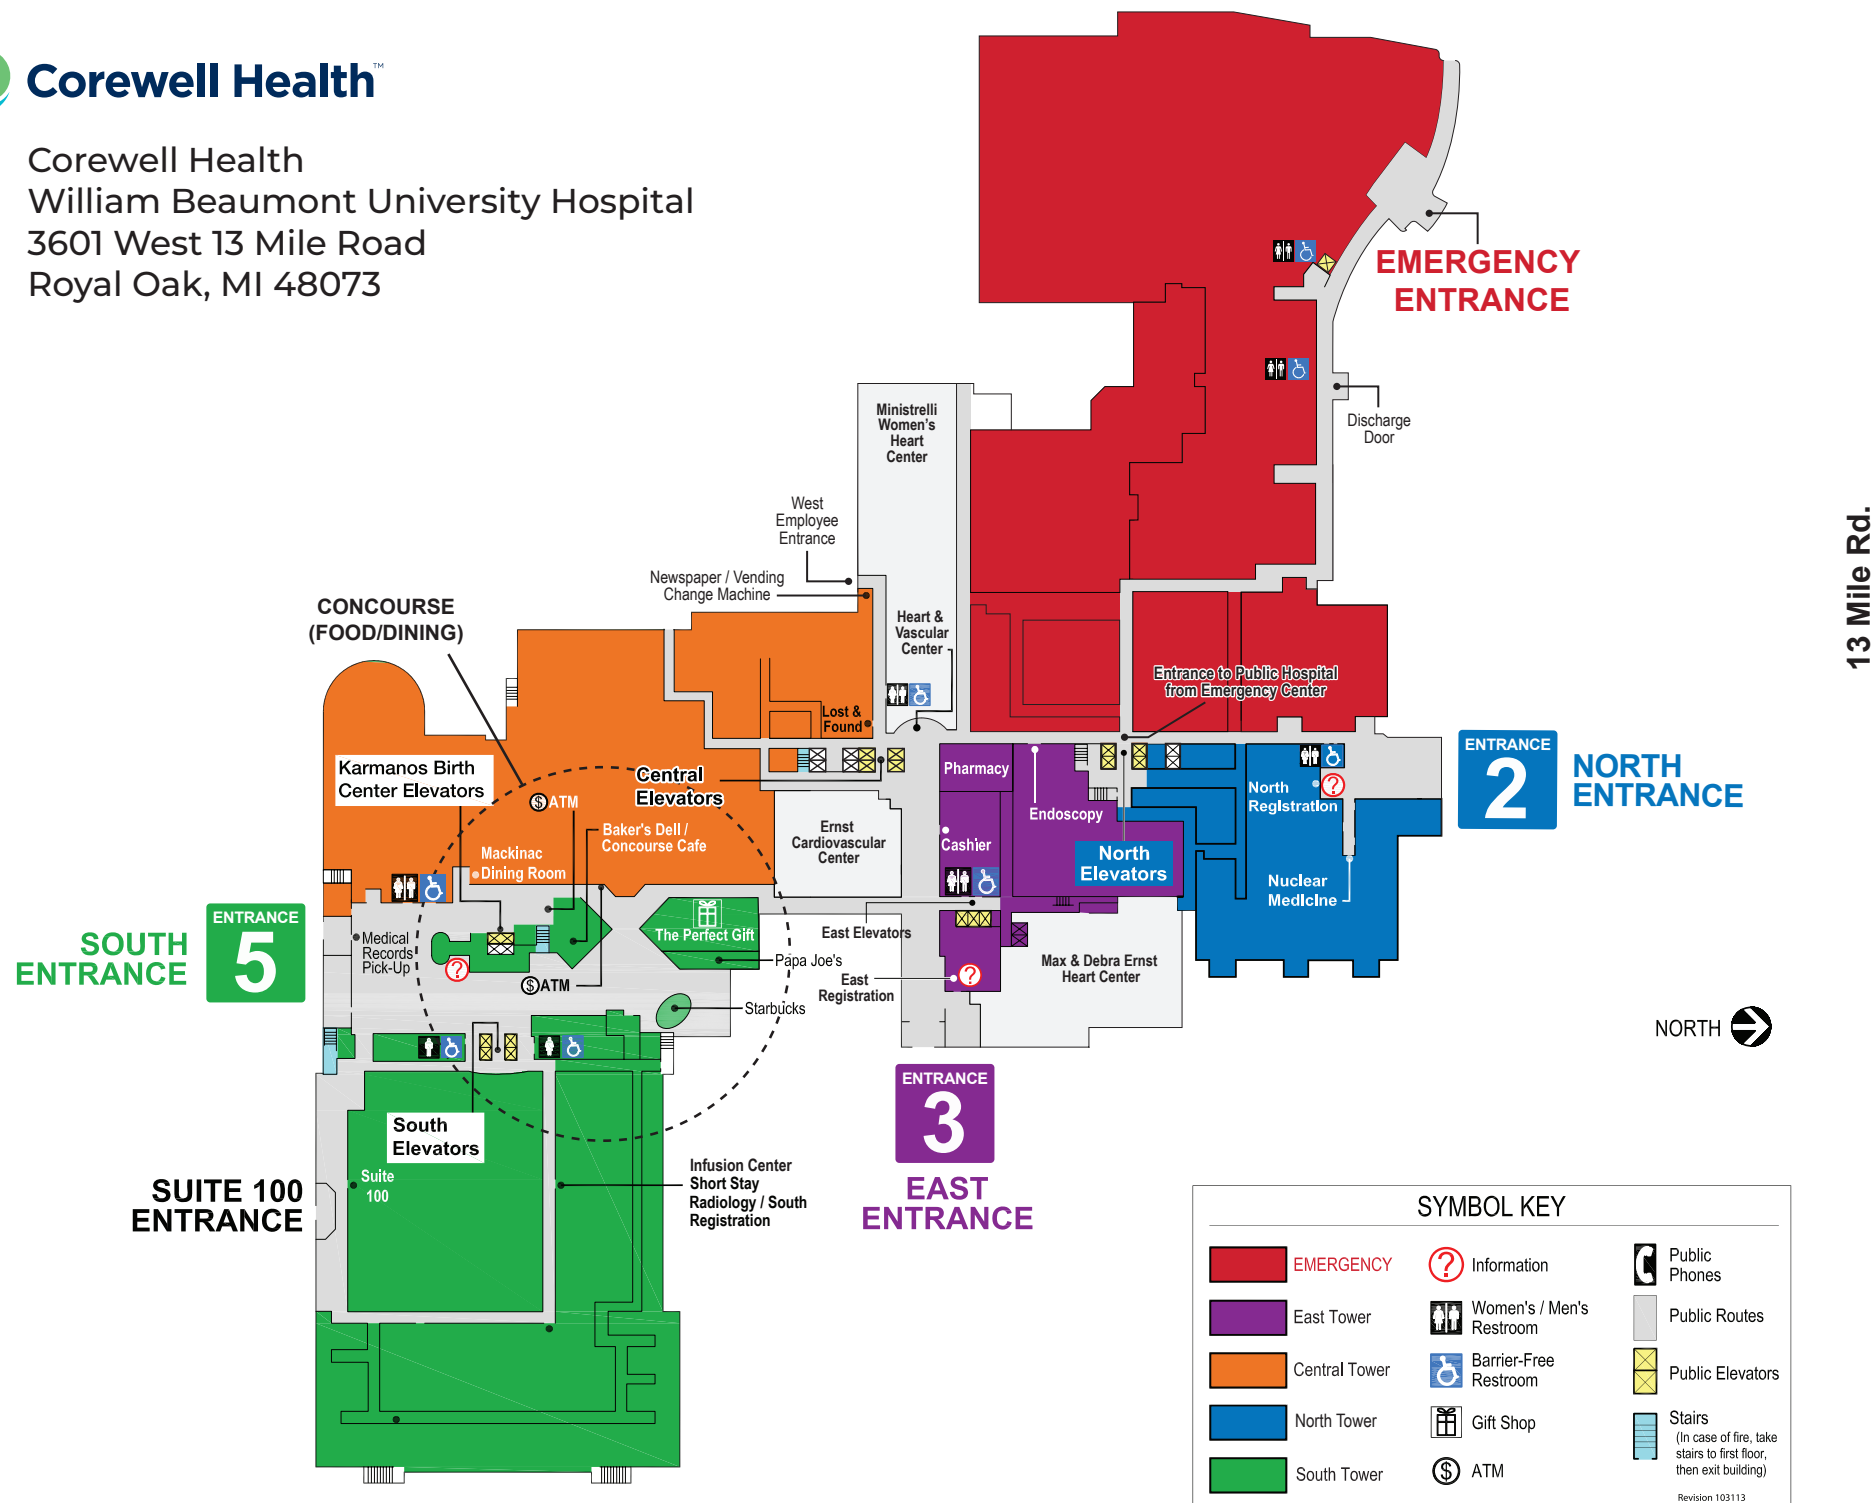 Corewell Health™
Corewell Health
William Beaumont University Hospital
3601 West 13 Mile Road
Royal Oak, MI 48073
EMERGENCY
ENTRANCE
Discharge
Door
13 Mile Rd.
Ministrelli
Women's
Heart
Center
West
Employee
Entrance
Newspaper / Vending
Change Machine
CONCOURSE
(FOOD/DINING)
Heart &
Vascular
Center
Entrance to Public Hospital
from Emergency Center
Lost &
Found
Karmanos Birth
Center Elevators
Central
Elevators
$ ATM
Baker's Dell /
Concourse Cafe
Mackinac
Dining Room
Ernst
Cardiovascular
Center
Pharmacy
Cashier
Endoscopy
North
Elevators
North
Registration
?
Nuclear
Medicine
ENTRANCE
2
NORTH
ENTRANCE
ENTRANCE
5
SOUTH
ENTRANCE
Medical
Records
Pick-Up
?
$ ATM
The Perfect Gift
Papa Joe's
Starbucks
East Elevators
East
Registration
?
Max & Debra Ernst
Heart Center
NORTH
ENTRANCE
3
EAST
ENTRANCE
South
Elevators
Suite
100
SUITE 100
ENTRANCE
Infusion Center
Short Stay
Radiology / South
Registration
SYMBOL KEY
EMERGENCY
East Tower
Central Tower
North Tower
South Tower
? Information
Women's / Men's
Restroom
Barrier-Free
Restroom
Gift Shop
$ ATM
Public
Phones
Public Routes
Public Elevators
Stairs
(In case of fire, take
stairs to first floor,
then exit building)
Revision 103113